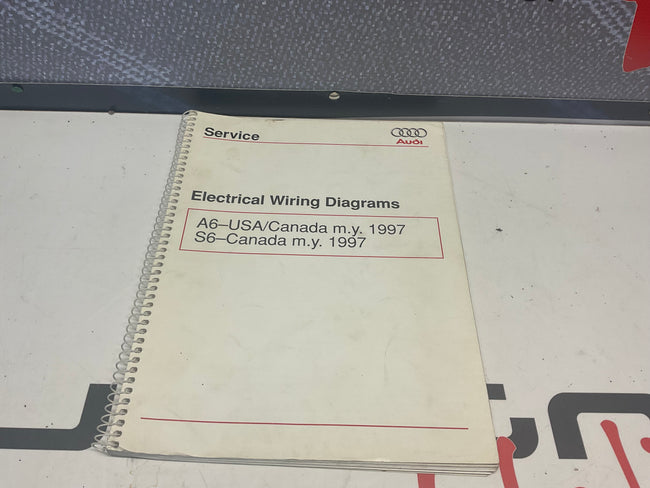 Service
Audi
Electrical Wiring Diagrams
A6–USA/Canada m.y. 1997
S6–Canada m.y. 1997